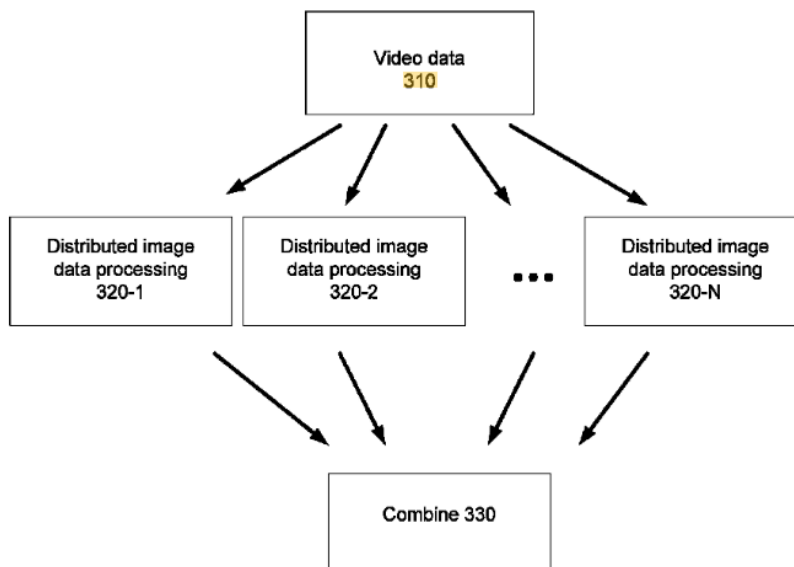 Video data
310
Distributed image
data processing
320-1
Distributed image
data processing
320-2
...
Distributed image
data processing
320-N
Combine 330